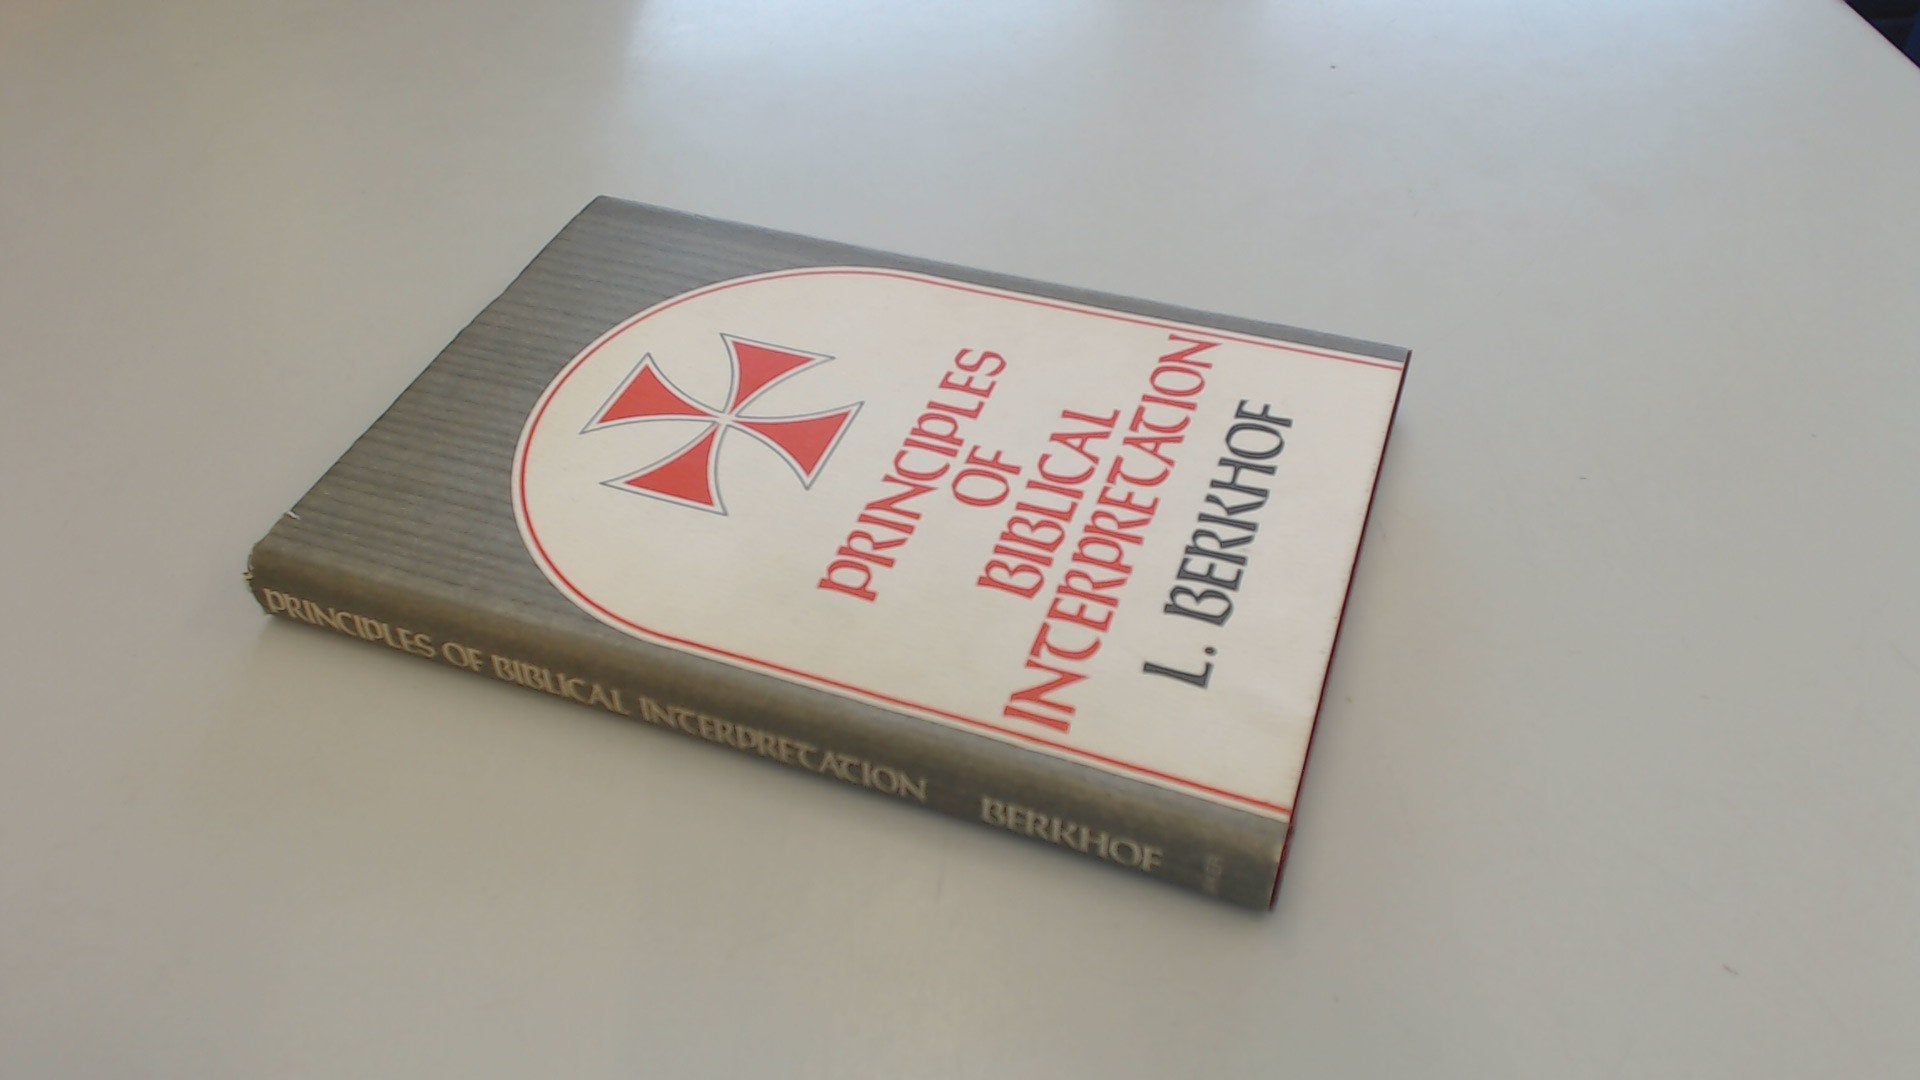 PRINCIPLES
OF
BIBLICAL
INTERPRETATION
L. BERKHOF
PRINCIPLES OF BIBLICAL INTERPRETATION BERKHOF